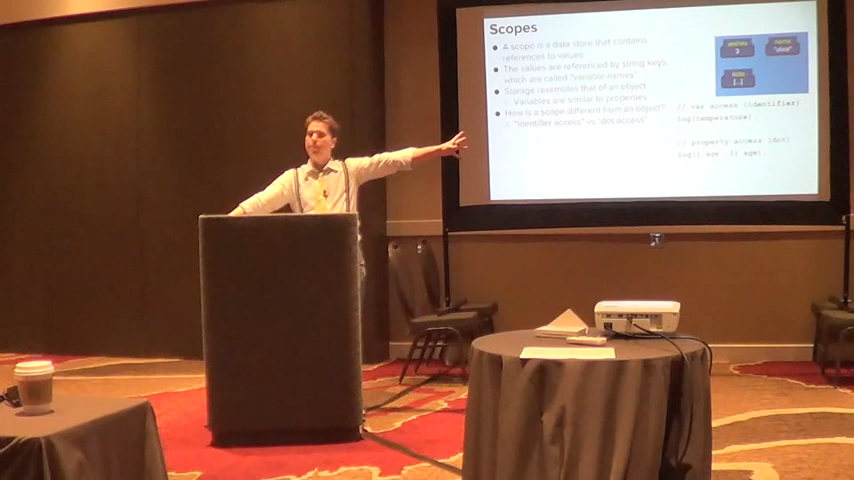 Scopes
● A scope is a data store that contains
references to values
● The values are referenced by string keys,
which are called "variable names"
● Storage resembles that of an object
○ Variables are similar to properties
● How is a scope different from an object?
○ "identifier access" vs "dot access"
3
// var access (identifier)
log(temperature)
// property access (dot)